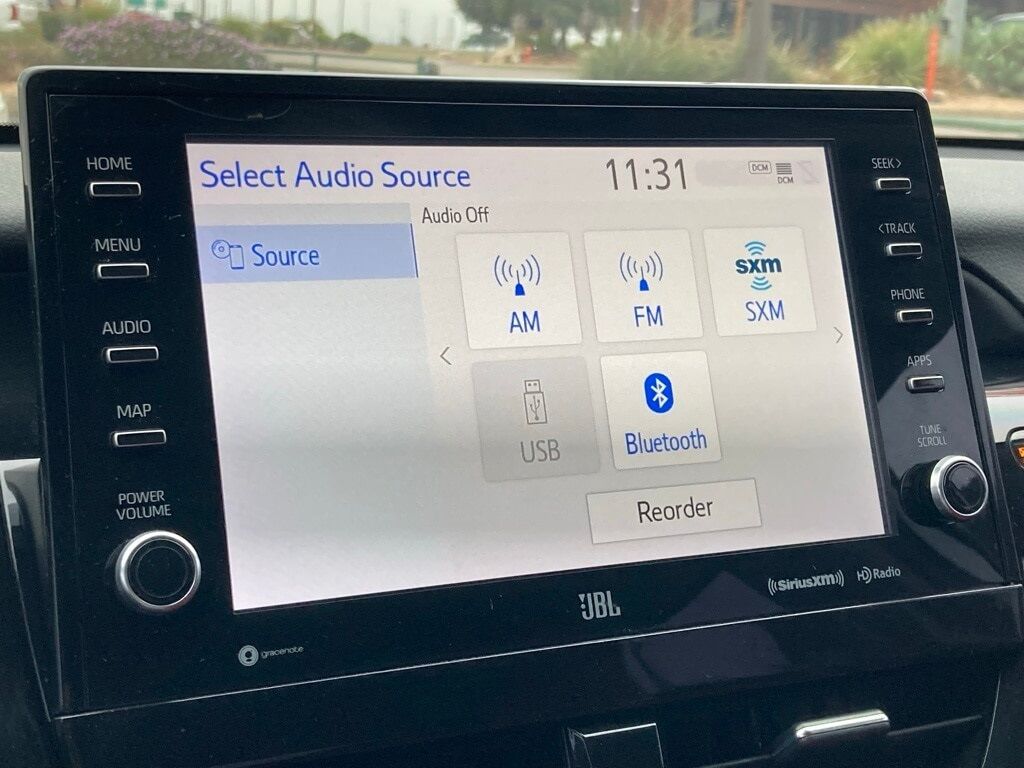 HOME
MENU
AUDIO
MAP
POWER
VOLUME
Select Audio Source
11:31
DCM
DCM
Source
Audio Off
AM
FM
sxm
SXM
<
>
USB
Bluetooth
Reorder
SEEK>
<TRACK
PHONE
APPS
TUNE
SCROLL
gracenote
JBL
((SiriusXM))
HD Radio